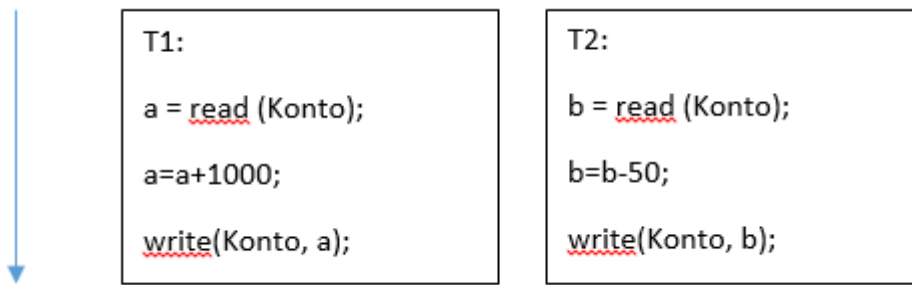 T1:
a = read (Konto);
a=a+1000;
write(Konto, a);
T2:
b = read (Konto);
b=b-50;
write(Konto, b);